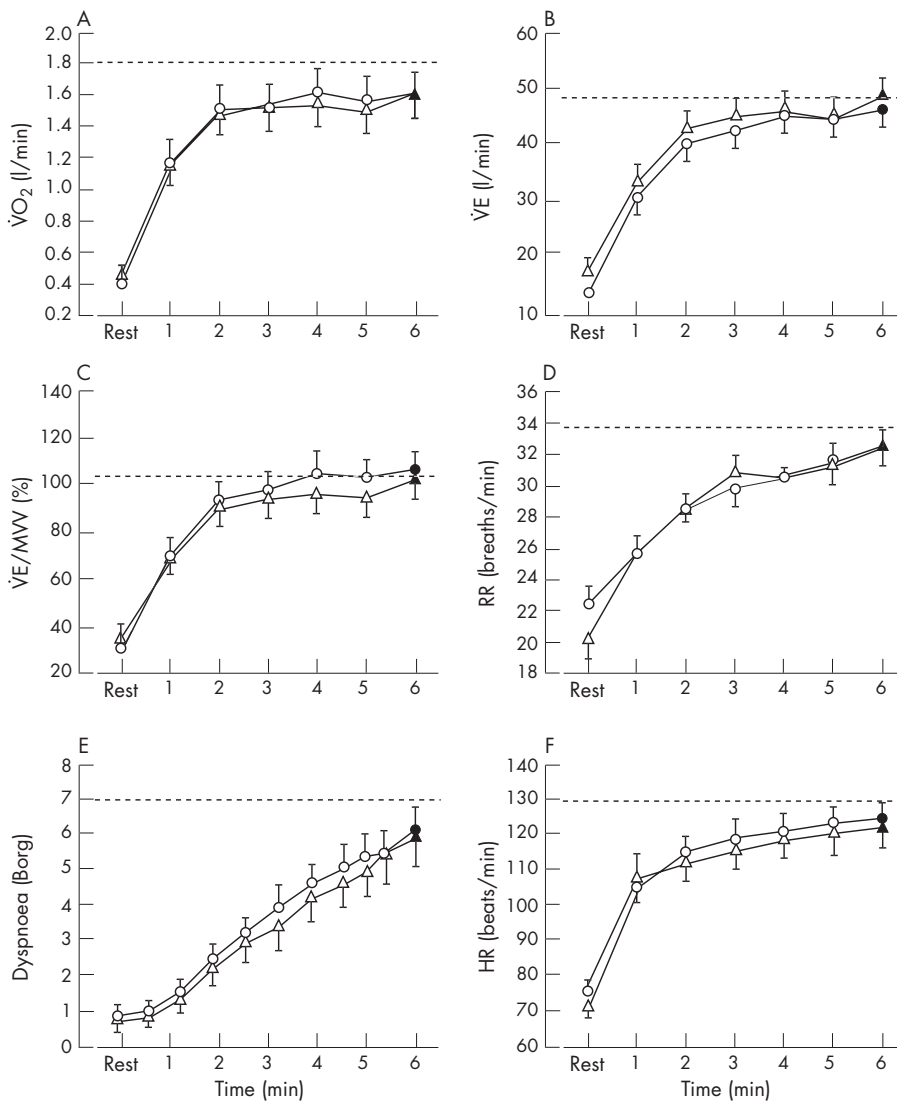 A
V̇O2 (l/min)
2.0
1.8
1.6
1.4
1.2
1.0
0.8
0.6
0.4
0.2
Rest 1 2 3 4 5 6
B
V̇E (l/min)
60
50
40
30
20
10
Rest 1 2 3 4 5 6
C
V̇E/MVV (%)
140
120
100
80
60
40
20
Rest 1 2 3 4 5 6
D
RR (breaths/min)
36
34
32
30
28
26
24
22
20
18
Rest 1 2 3 4 5 6
E
Dyspnoea (Borg)
8
7
6
5
4
3
2
1
0
Rest 1 2 3 4 5 6
Time (min)
F
HR (beats/min)
140
130
120
110
100
90
80
70
60
Rest 1 2 3 4 5 6
Time (min)